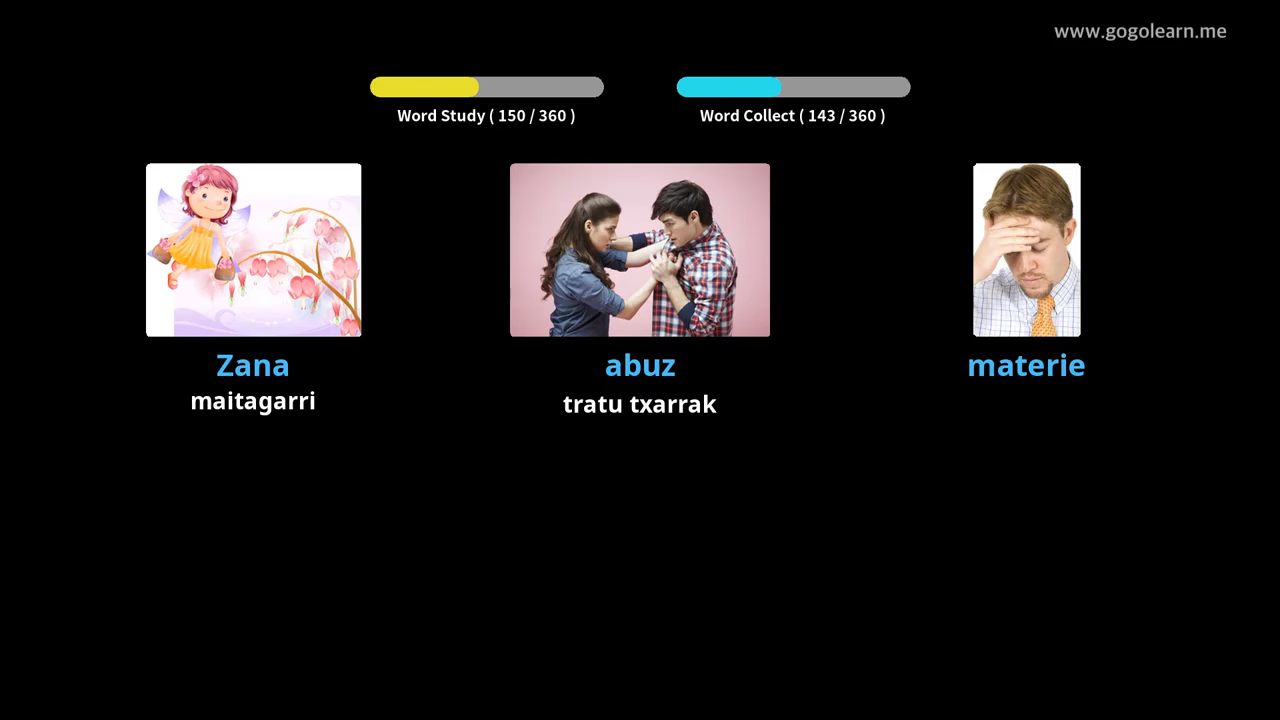 www.gogolearn.me
Word Study ( 150 / 360 )
Word Collect ( 143 / 360 )
Zana
maitagarri
abuz
tratu txarrak
materie